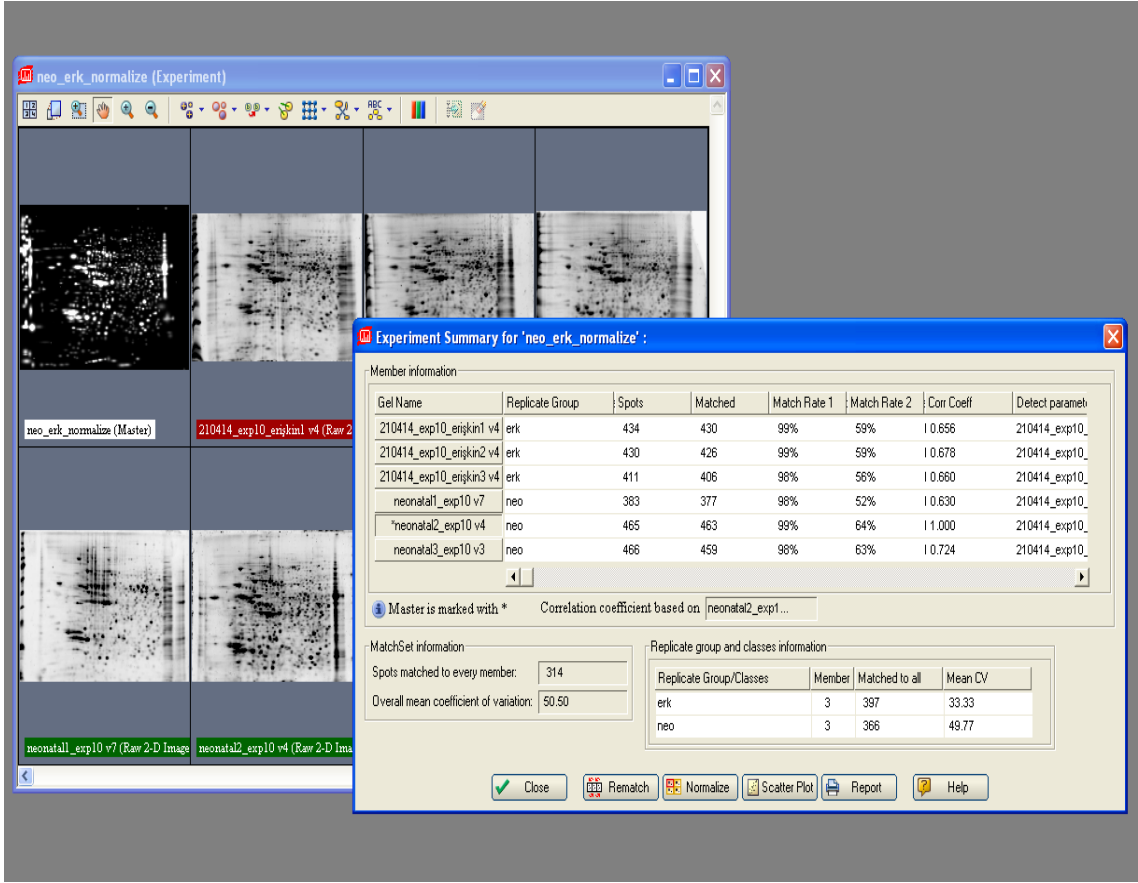 neo_erk_normalize (Experiment)
neo_erk_normalize (Master)
210414_exp10_erişkin1 v4 (Raw 2
neonatal1_exp10 v7 (Raw 2-D Image
neonatal2_exp10 v4 (Raw 2-D Ima
Experiment Summary for 'neo_erk_normalize' :
Member information
Gel Name Replicate Group Spots Matched Match Rate 1 Match Rate 2 Corr Coeff Detect paramet
210414_exp10_erişkin1 v4 erk 434 430 99% 59% 0.656 210414_exp10_
210414_exp10_erişkin2 v4 erk 430 426 99% 59% 0.678 210414_exp10_
210414_exp10_erişkin3 v4 erk 411 406 98% 56% 0.660 210414_exp10_
neonatal1_exp10 v7 neo 383 377 98% 52% 0.630 210414_exp10_
*neonatal2_exp10 v4 neo 465 463 99% 64% 1.000 210414_exp10_
neonatal3_exp10 v3 neo 466 459 98% 63% 0.724 210414_exp10_
Master is marked with * Correlation coefficient based on neonatal2_exp1...
MatchSet information
Spots matched to every member: 314
Overall mean coefficient of variation: 50.50
Replicate group and classes information
Replicate Group/Classes Member Matched to all Mean CV
erk 3 397 33.33
neo 3 366 49.77
Close Rematch Normalize Scatter Plot Report Help